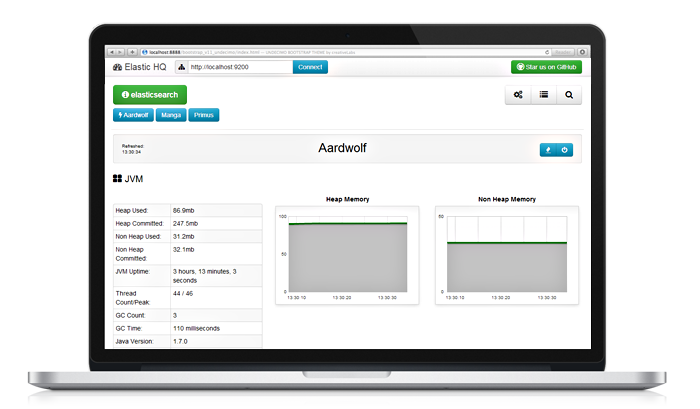 localhost:8888
Elastic HQ
http://localhost:9200
Connect
Star us on GitHub
elasticsearch
Aardwolf
Manga
Primus
Refreshed:
13:30:34
Aardwolf
JVM
Heap Used: 86.9mb
Heap Committed: 247.5mb
Non Heap Used: 31.2mb
Non Heap Committed: 32.1mb
JVM Uptime: 3 hours, 13 minutes, 3 seconds
Thread Count/Peak: 44 / 46
GC Count: 3
GC Time: 110 milliseconds
Java Version: 1.7.0
Heap Memory
100
50
0
13:30:10 13:30:20 13:30:30
Non Heap Memory
50
0
13:30:10 13:30:20 13:30:30